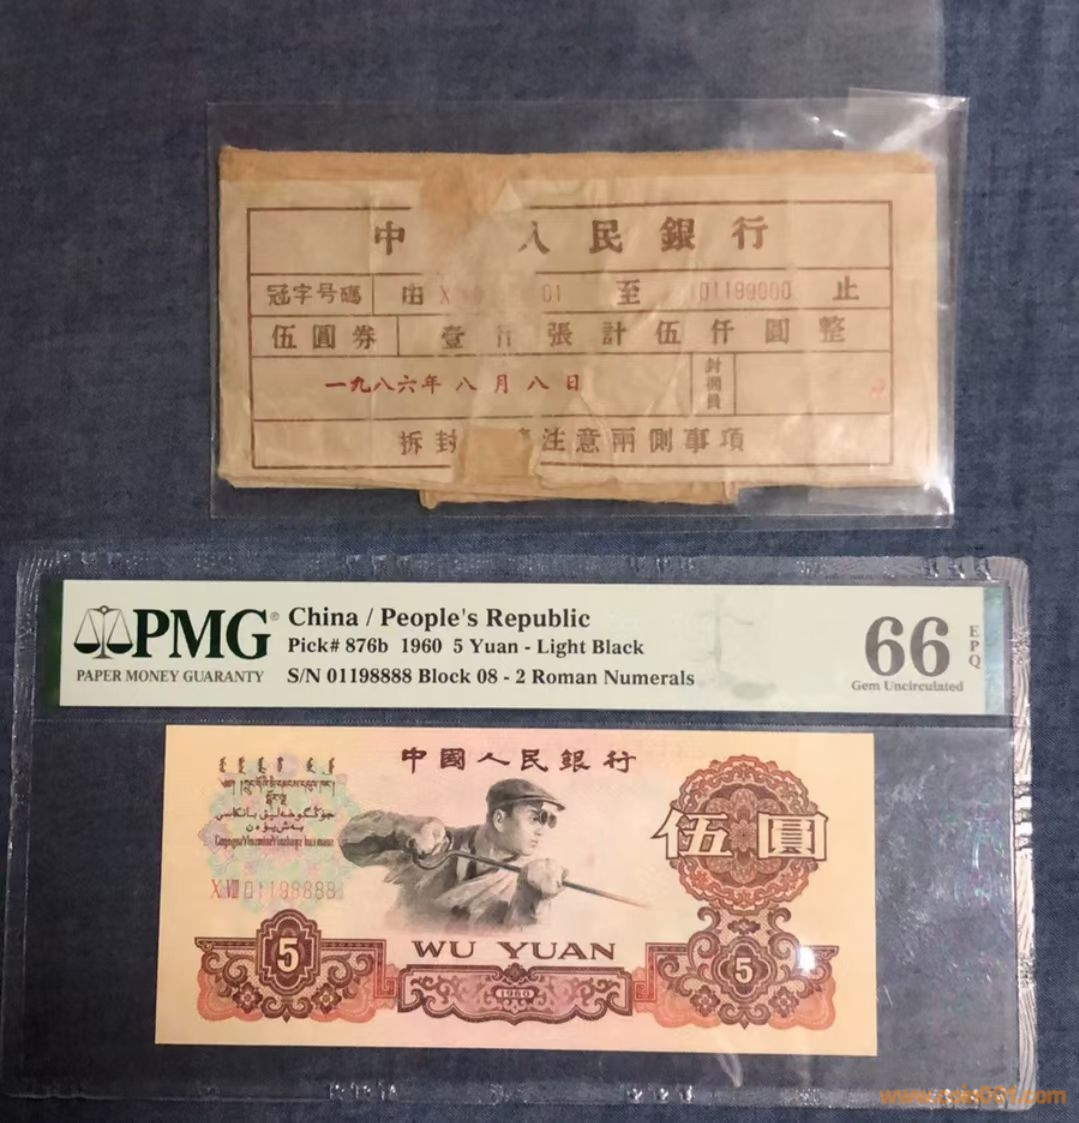 中 人民銀行
冠字号碼 由 X 01 至 01199000 止
伍圓券 壹仟張計伍仟圓整
一九八六年八月八日 封捆員
拆封 注意兩側事項
PMG®
PAPER MONEY GUARANTY
China / People's Republic
Pick# 876b 1960 5 Yuan - Light Black
S/N 01198888 Block 08 - 2 Roman Numerals
66 EPQ
Gem Uncirculated
中國人民銀行
伍圓
X VIII 01198888
WU YUAN
5
1960
5